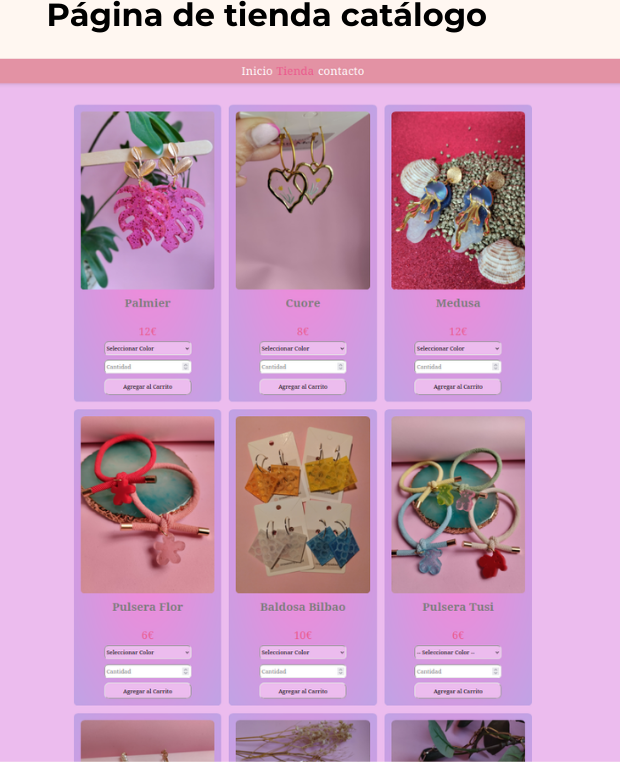 Página de tienda catálogo
Inicio Tienda contacto
Palmier
12€
Seleccionar Color
Cantidad
Agregar al Carrito
Cuore
8€
Seleccionar Color
Cantidad
Agregar al Carrito
Medusa
12€
Seleccionar Color
Cantidad
Agregar al Carrito
Pulsera Flor
6€
Seleccionar Color
Cantidad
Agregar al Carrito
Baldosa Bilbao
10€
Seleccionar Color
Cantidad
Agregar al Carrito
Pulsera Tusi
6€
-- Seleccionar Color --
Cantidad
Agregar al Carrito